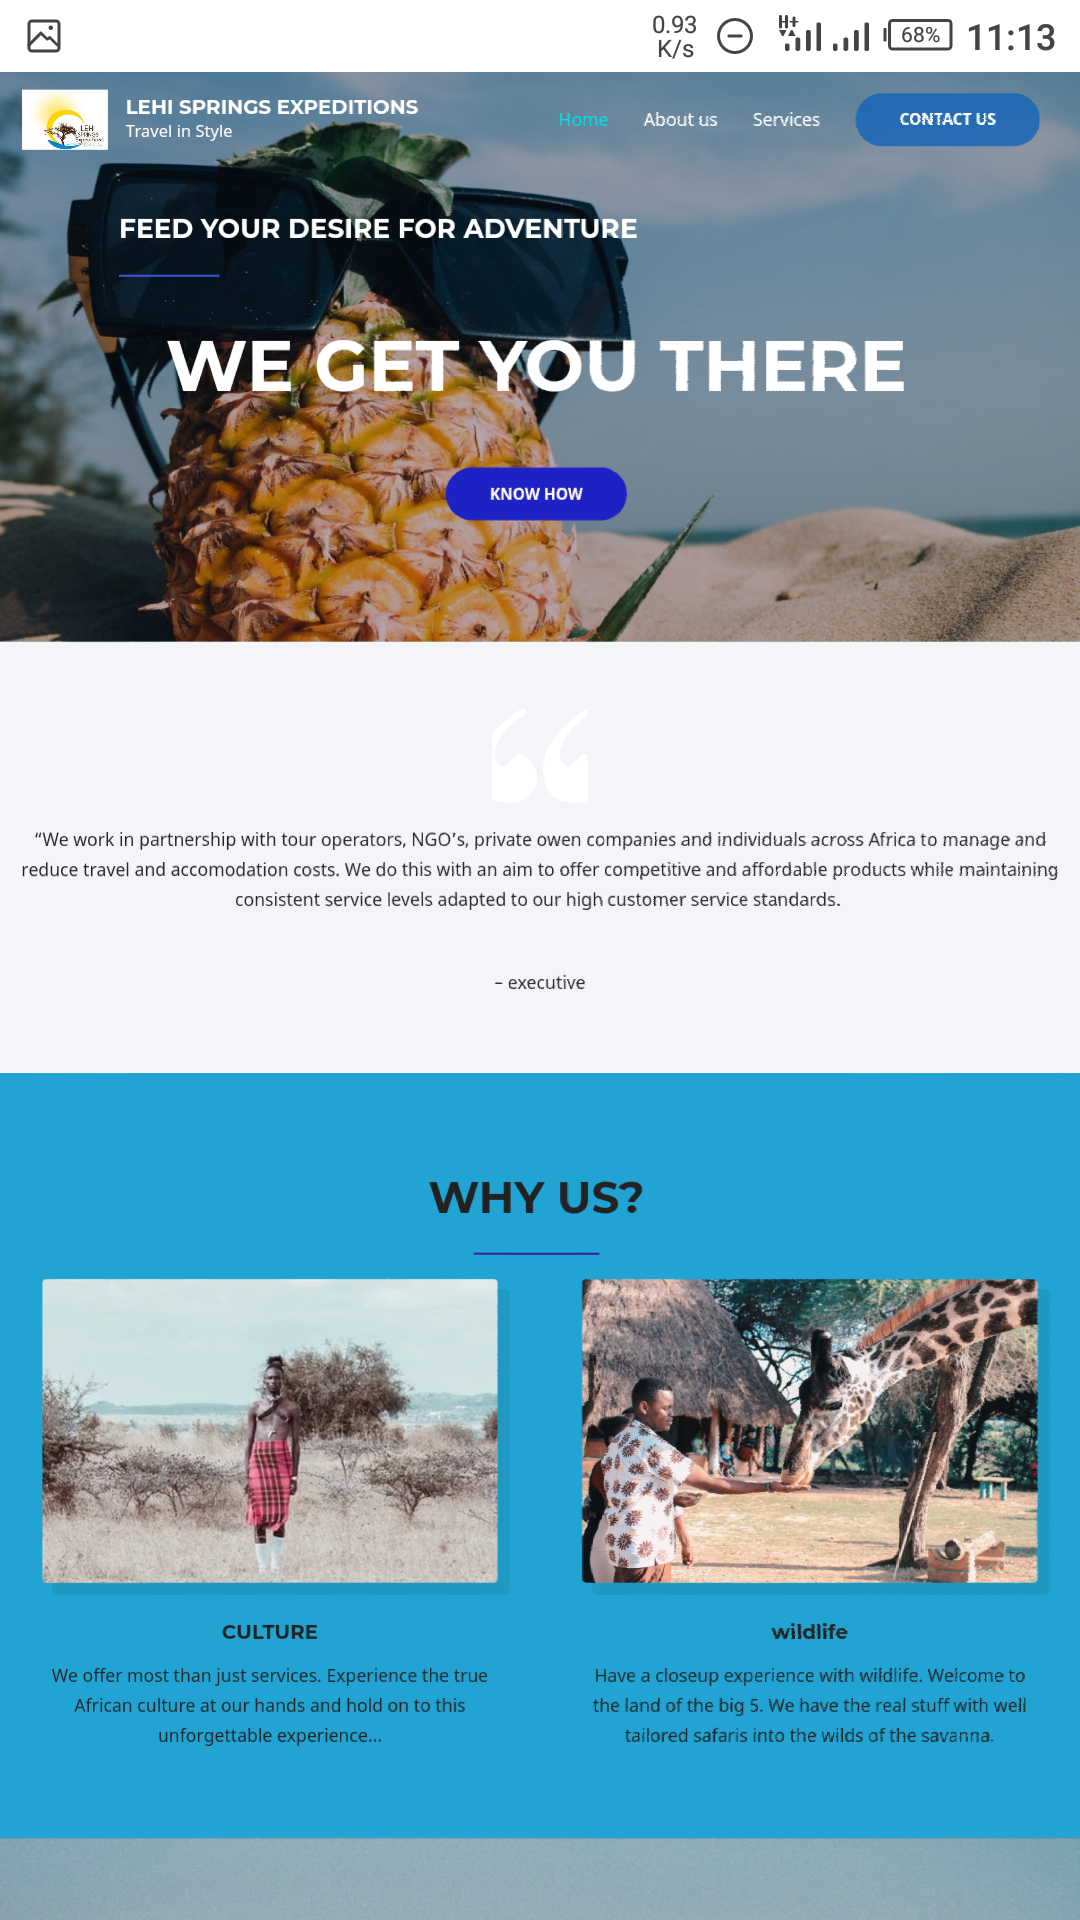 0.93
K/s
H+
68%
11:13
LEHI
SPRINGS
Expeditions
LEHI SPRINGS EXPEDITIONS
Travel in Style
Home
About us
Services
CONTACT US
FEED YOUR DESIRE FOR ADVENTURE
WE GET YOU THERE
KNOW HOW
“We work in partnership with tour operators, NGO’s, private owen companies and individuals across Africa to manage and
reduce travel and accomodation costs. We do this with an aim to offer competitive and affordable products while maintaining
consistent service levels adapted to our high customer service standards.
– executive
WHY US?
CULTURE
We offer most than just services. Experience the true
African culture at our hands and hold on to this
unforgettable experience...
wildlife
Have a closeup experience with wildlife. Welcome to
the land of the big 5. We have the real stuff with well
tailored safaris into the wilds of the savanna.